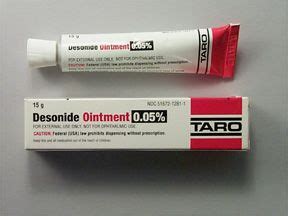 15 g
Desonide Ointment 0.05%
FOR EXTERNAL USE ONLY. NOT FOR OPHTHALMIC USE.
CAUTION: Federal (USA) law prohibits dispensing without prescription.
TARO
15 g
NDC 51672-1281-1
Desonide Ointment 0.05%
FOR EXTERNAL USE ONLY. NOT FOR OPHTHALMIC USE.
CAUTION: Federal (USA) law prohibits dispensing without prescription.
Keep this and all medication out of the reach of children.
TARO